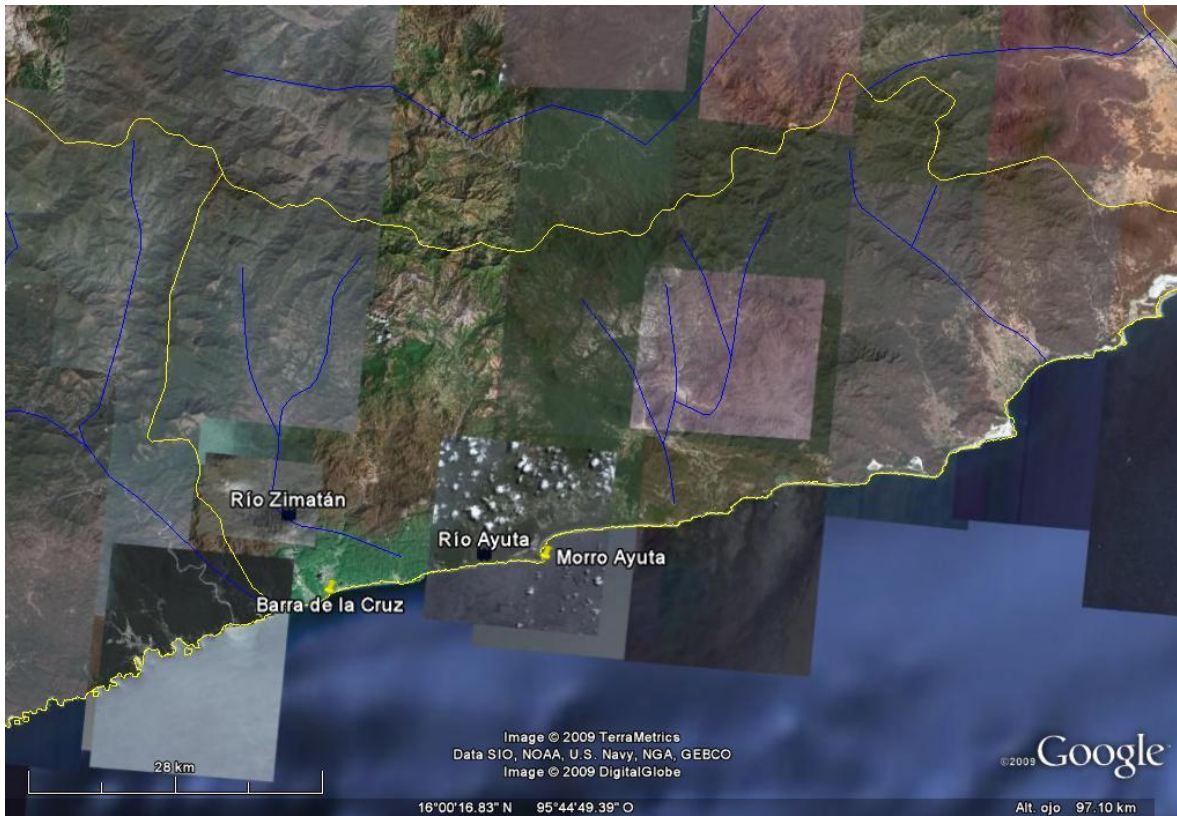 Río Zimatán
Río Ayuta
Morro Ayuta
Barra de la Cruz
Image © 2009 TerraMetrics
Data SIO, NOAA, U.S. Navy, NGA, GEBCO
Image © 2009 DigitalGlobe
©2009 Google
28 km
16°00'16.83" N 95°44'49.39" O
Alt. ojo 97.10 km